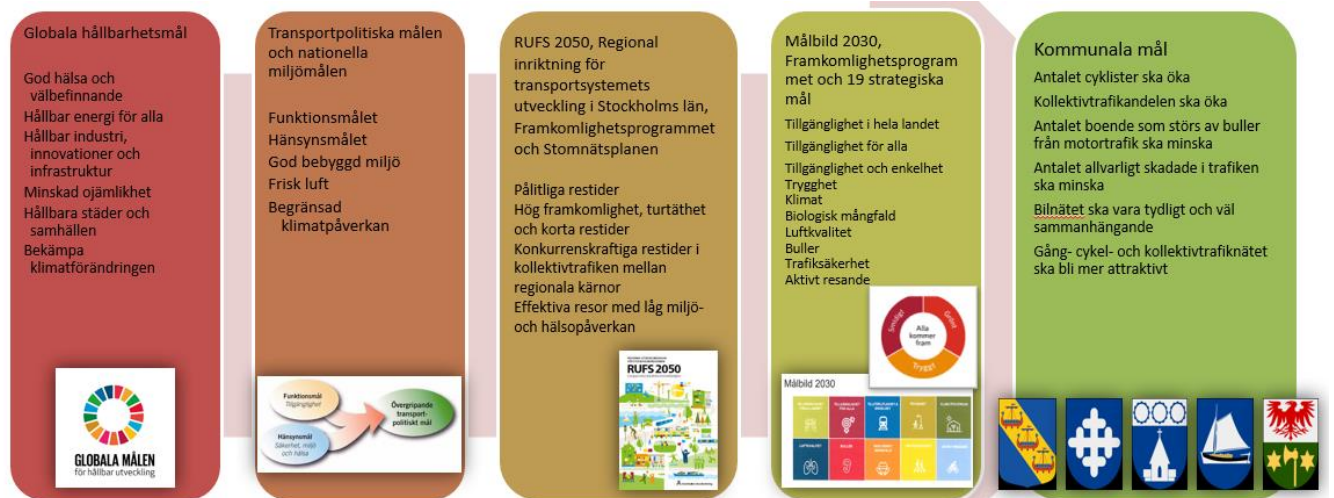 Globala hållbarhetsmål
God hälsa och
välbefinnande
Hållbar energi för alla
Hållbar industri,
innovationer och
infrastruktur
Minskad ojämlikhet
Hållbara städer och
samhällen
Bekämpa
klimatförändringen
GLOBALA MÅLEN
för hållbar utveckling
Transportpolitiska målen
och nationella
miljömålen
Funktionsmålet
Hänsynsmålet
God bebyggd miljö
Frisk luft
Begränsad
klimatpåverkan
Funktionsmål
Tillgänglighet
Hänsynsmål
Säkerhet, miljö
och hälsa
Övergripande
transport-
politiskt mål
RUFS 2050, Regional
inriktning för
transportsystemets
utveckling i Stockholms län,
Framkomlighetsprogrammet
och Stomnätsplanen
Pålitliga restider
Hög framkomlighet, turtäthet
och korta restider
Konkurrenskraftiga restider i
kollektivtrafiken mellan
regionala kärnor
Effektiva resor med låg miljö-
och hälsopåverkan
RUFS 2050
Målbild 2030,
Framkomlighetsprogram
met och 19 strategiska
mål
Tillgänglighet i hela landet
Tillgänglighet för alla
Tillgänglighet och enkelhet
Trygghet
Klimat
Biologisk mångfald
Luftkvalitet
Buller
Trafiksäkerhet
Aktivt resande
Smidigt
Grönt
Tryggt
Alla
kommer
fram
Målbild 2030
Kommunala mål
Antalet cyklister ska öka
Kollektivtrafikandelen ska öka
Antalet boende som störs av buller
från motortrafik ska minska
Antalet allvarligt skadade i trafiken
ska minska
Bilnätet ska vara tydligt och väl
sammanhängande
Gång- cykel- och kollektivtrafiknätet
ska bli mer attraktivt